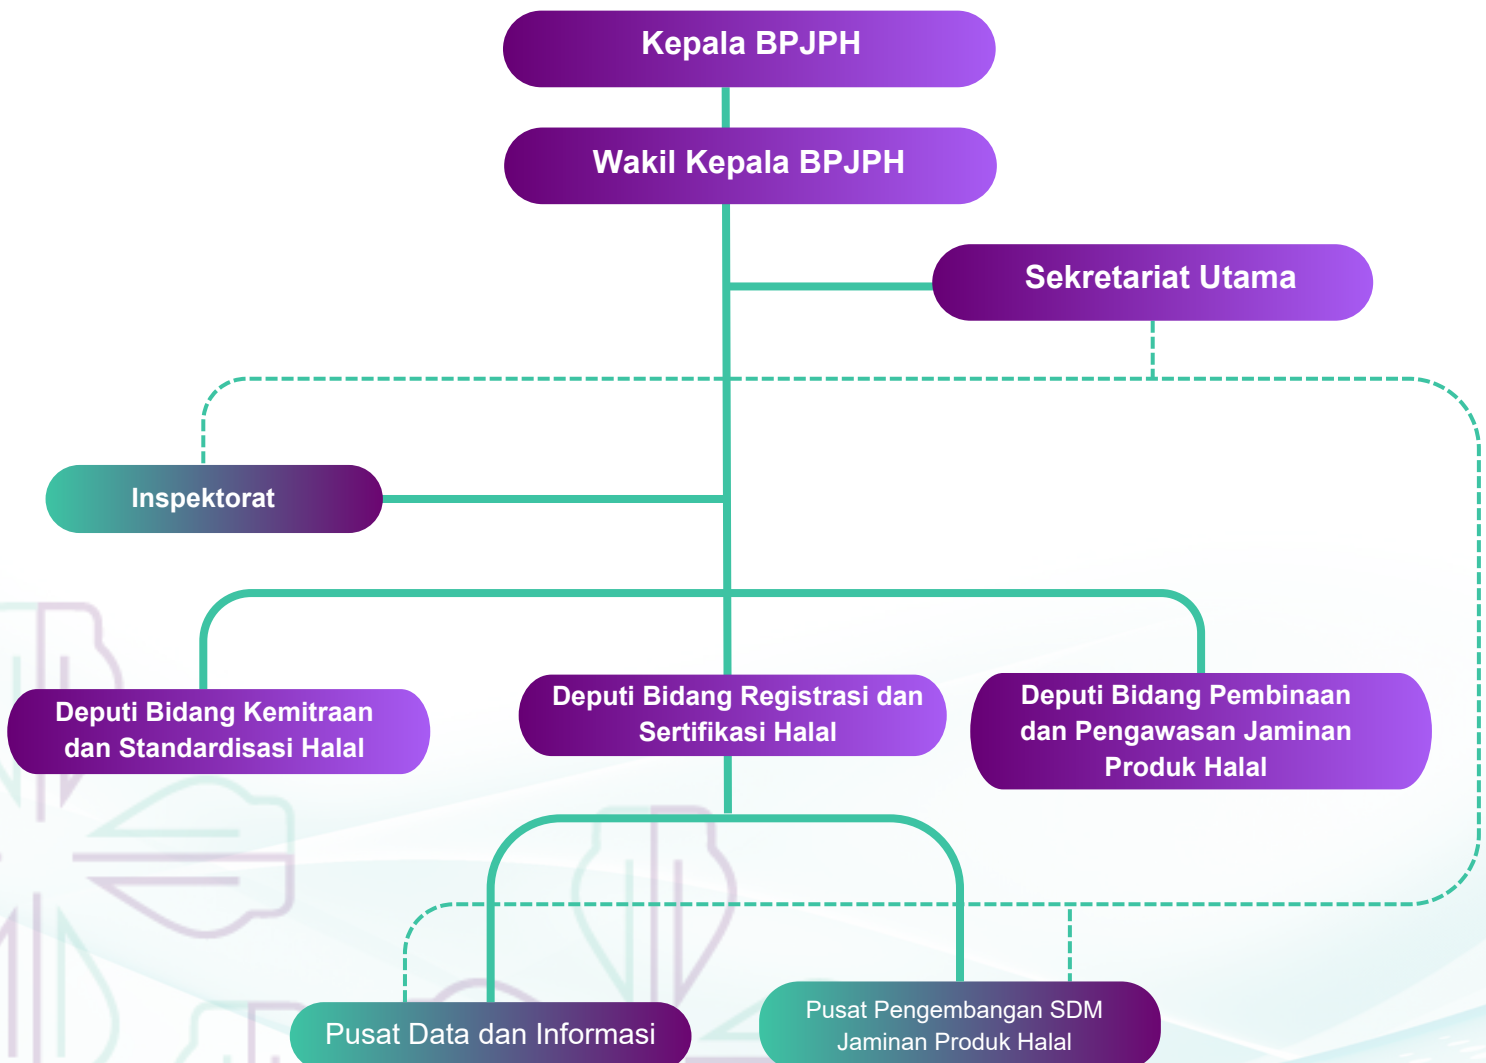 Kepala BPJPH
Wakil Kepala BPJPH
Sekretariat Utama
Inspektorat
Deputi Bidang Kemitraan
dan Standardisasi Halal
Deputi Bidang Registrasi dan
Sertifikasi Halal
Deputi Bidang Pembinaan
dan Pengawasan Jaminan
Produk Halal
Pusat Data dan Informasi
Pusat Pengembangan SDM
Jaminan Produk Halal